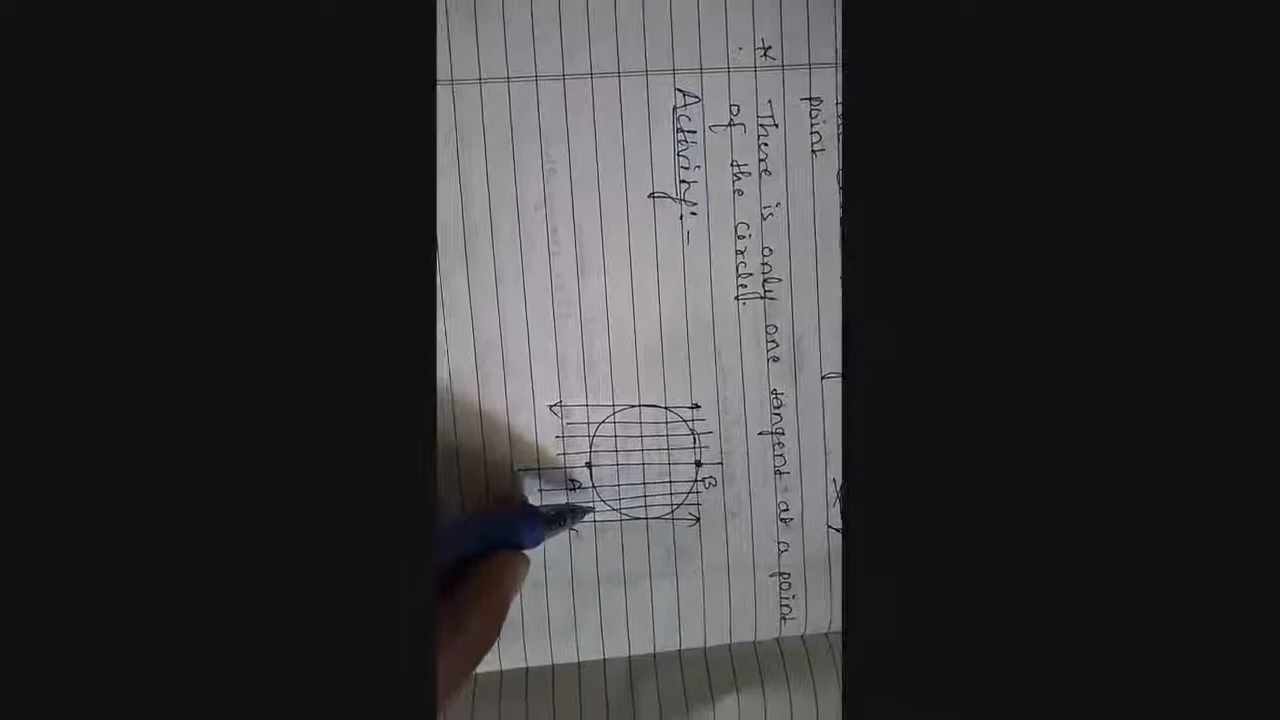 point
* There is only one tangent at a point
of the circle.
Activity:-
B
A